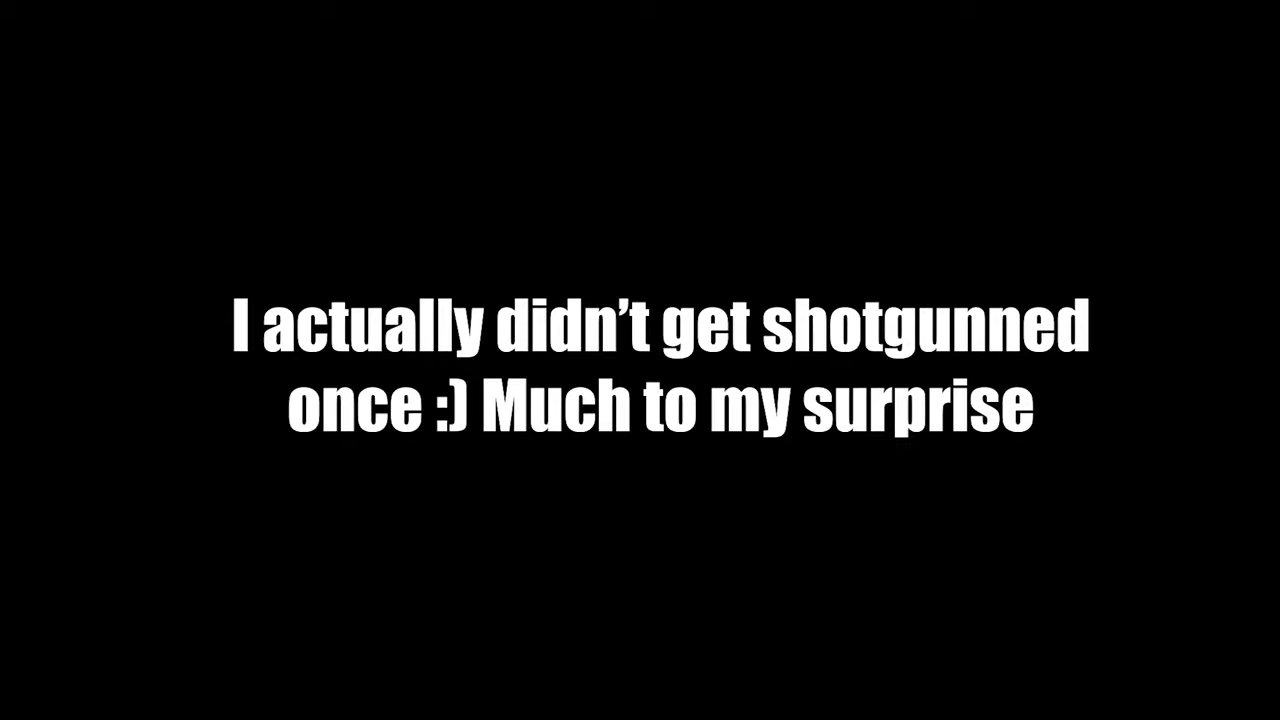 I actually didn’t get shotgunned
once :) Much to my surprise